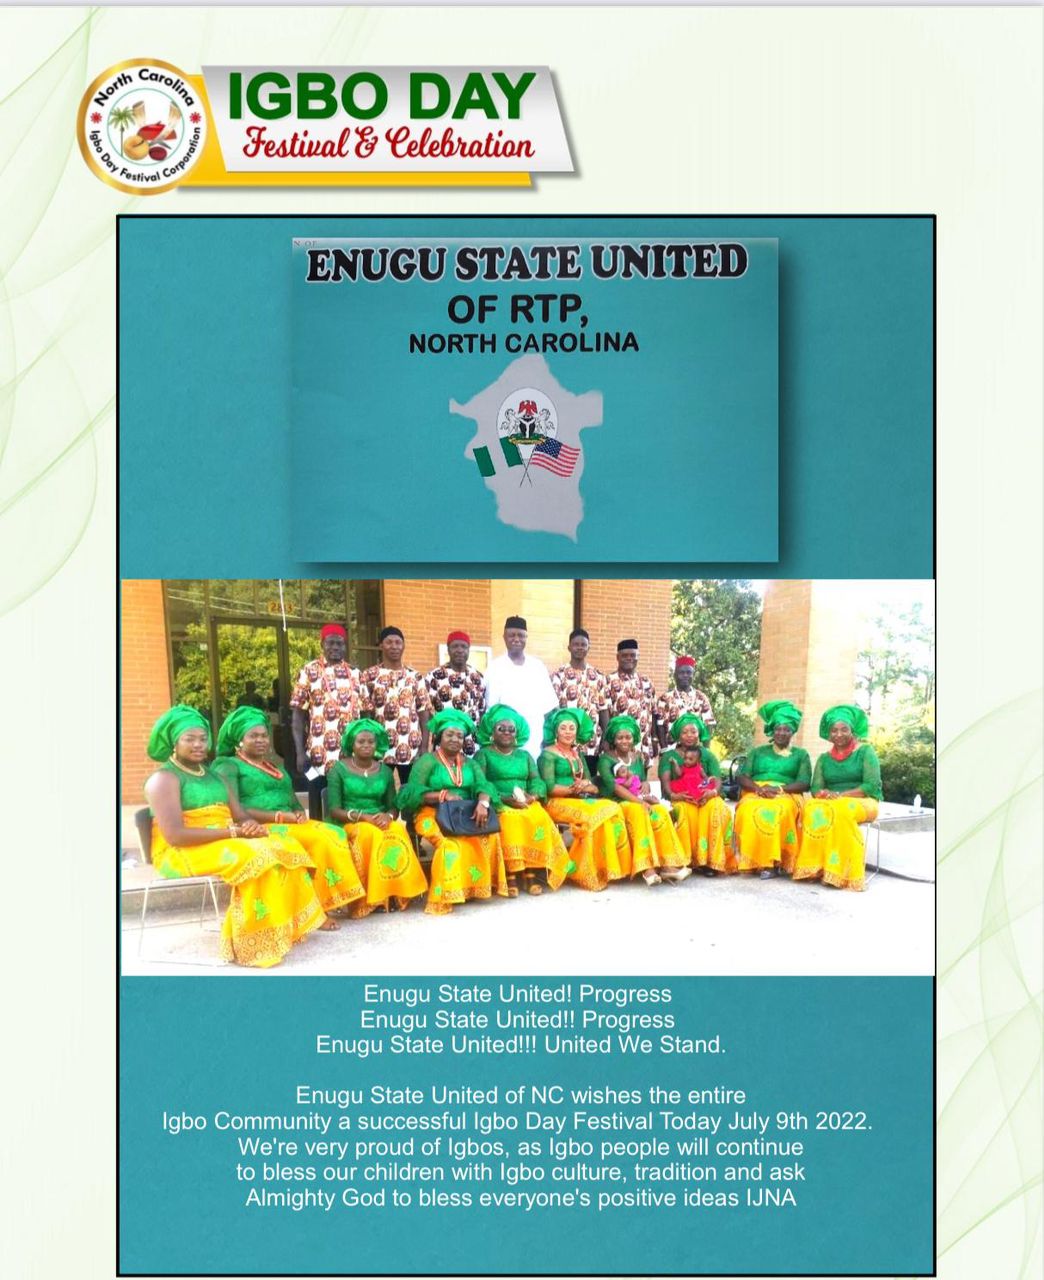 North Carolina
Igbo Day Festival Corporation
IGBO DAY
Festival & Celebration
N OF
ENUGU STATE UNITED
OF RTP,
NORTH CAROLINA
Enugu State United! Progress
Enugu State United!! Progress
Enugu State United!!! United We Stand.
Enugu State United of NC wishes the entire
Igbo Community a successful Igbo Day Festival Today July 9th 2022.
We're very proud of Igbos, as Igbo people will continue
to bless our children with Igbo culture, tradition and ask
Almighty God to bless everyone's positive ideas IJNA